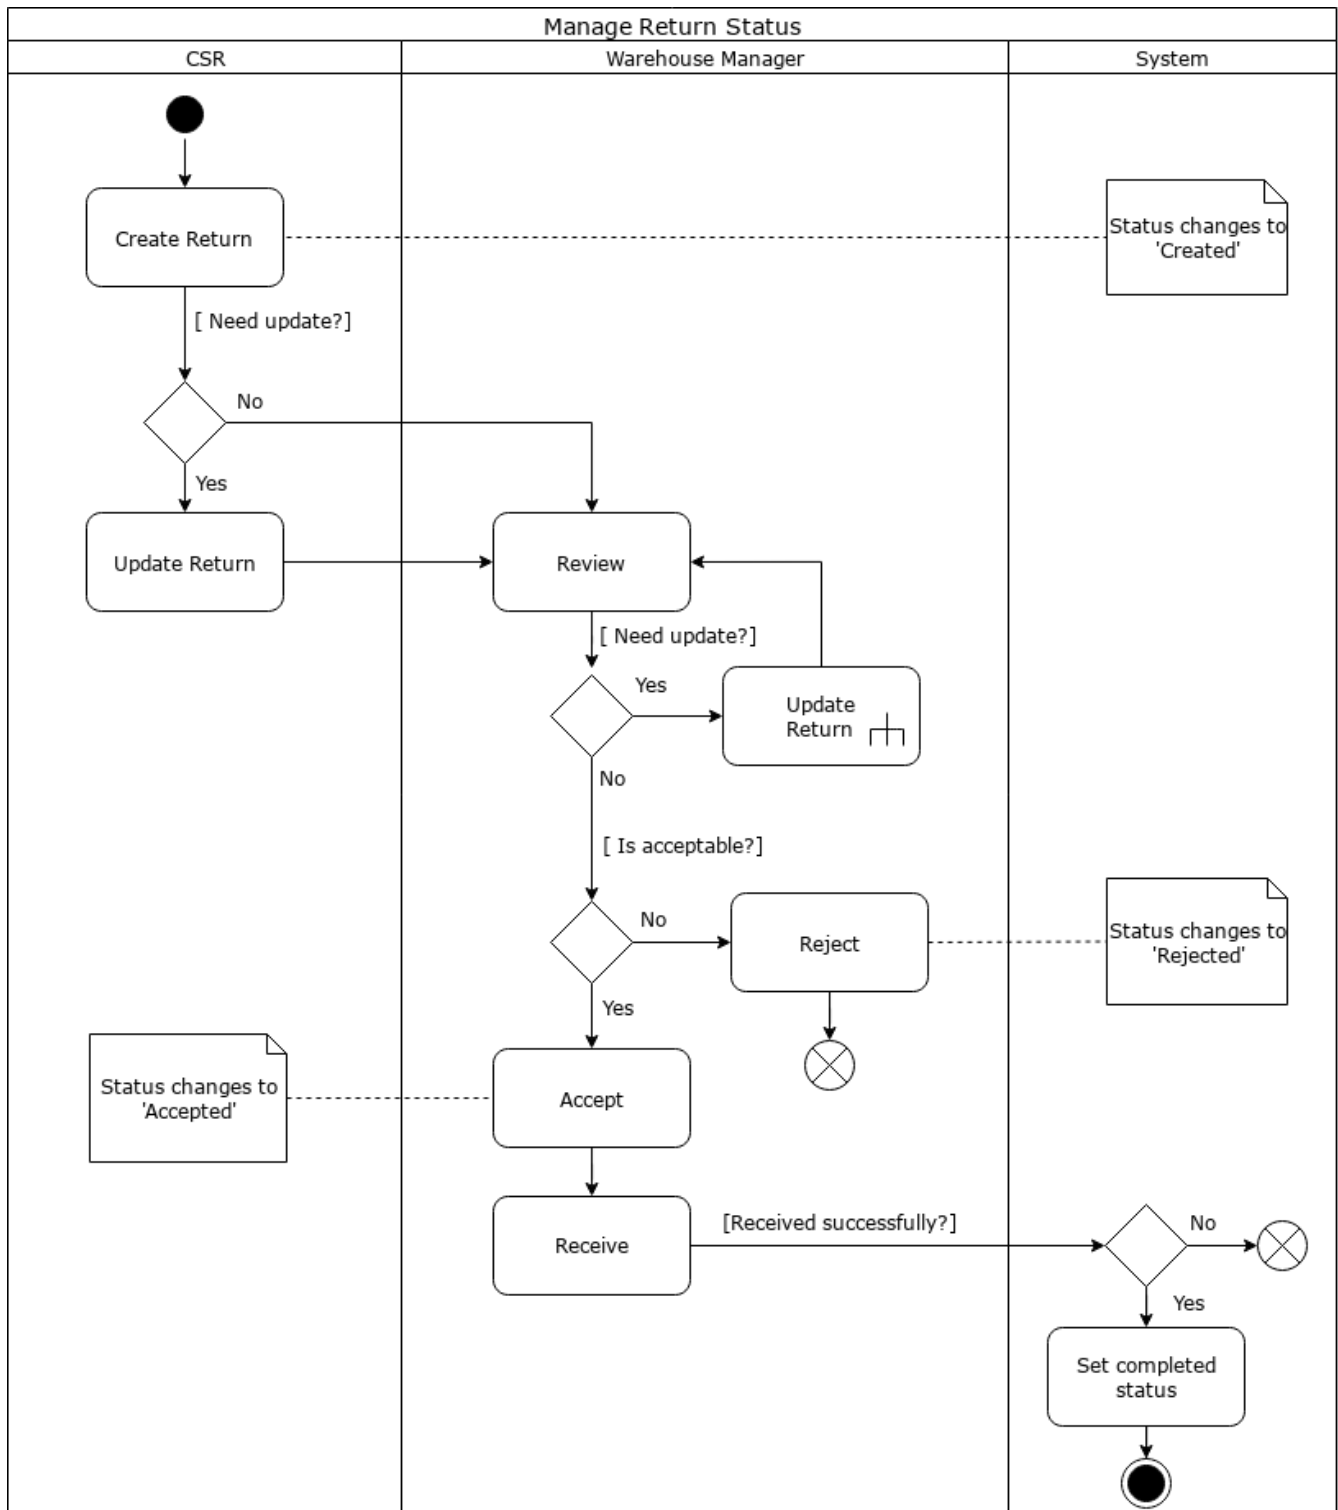 Manage Return Status
CSR
Warehouse Manager
System
Create Return
Status changes to
'Created'
[ Need update?]
No
Yes
Update Return
Review
[ Need update?]
Yes
Update
Return
No
[ Is acceptable?]
No
Reject
Status changes to
'Rejected'
Yes
Status changes to
'Accepted'
Accept
Receive
[Received successfully?]
No
Yes
Set completed
status